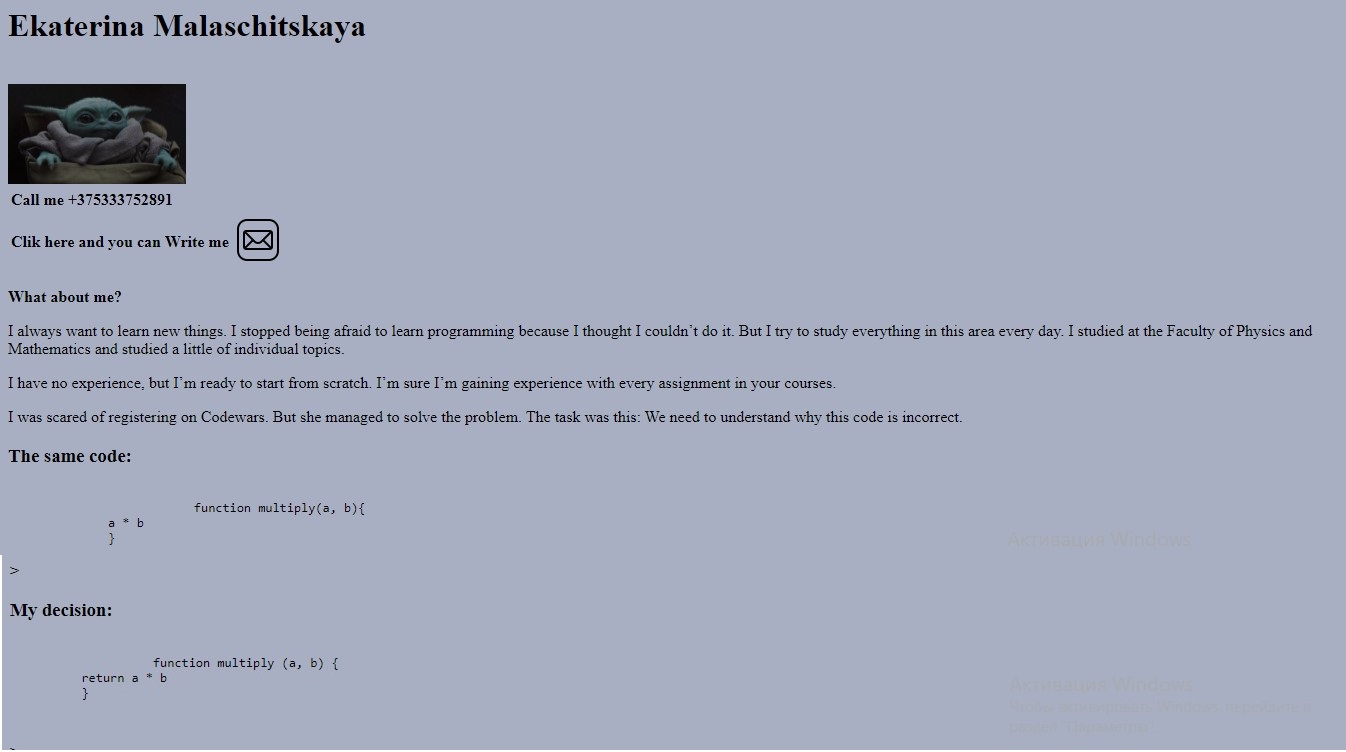 Ekaterina Malaschitskaya
Call me +375333752891
Clik here and you can Write me
What about me?
I always want to learn new things. I stopped being afraid to learn programming because I thought I couldn’t do it. But I try to study everything in this area every day. I studied at the Faculty of Physics and
Mathematics and studied a little of individual topics.
I have no experience, but I’m ready to start from scratch. I’m sure I’m gaining experience with every assignment in your courses.
I was scared of registering on Codewars. But she managed to solve the problem. The task was this: We need to understand why this code is incorrect.
The same code:
function multiply(a, b){
a * b
}
Активация Windows
>
My decision:
function multiply (a, b) {
return a * b
}
Активация Windows
Чтобы активировать Windows, перейдите в
раздел "Параметры".